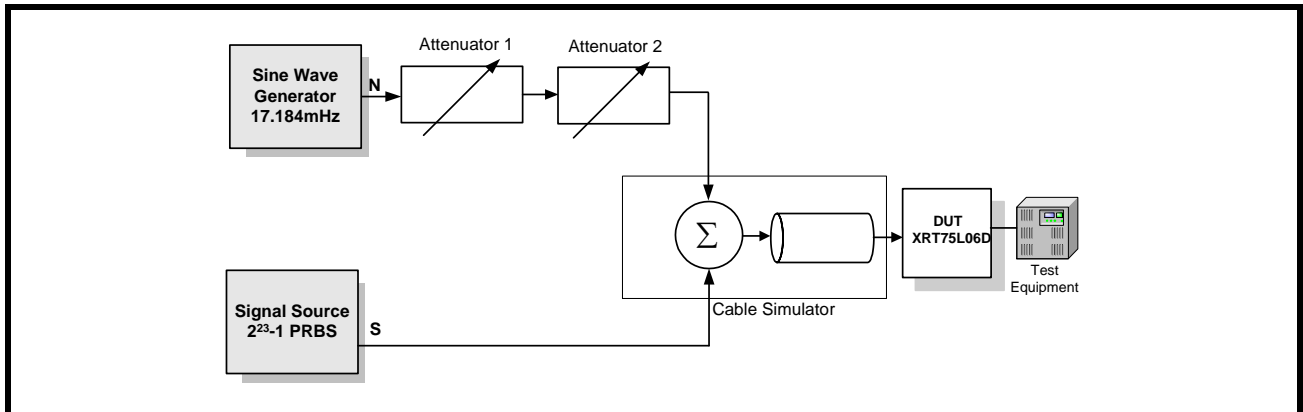 Attenuator 1
Attenuator 2
Sine Wave
Generator
17.184mHz
N
Σ
DUT
XRT75L06D
Test
Equipment
Cable Simulator
Signal Source
2²³-1 PRBS
S